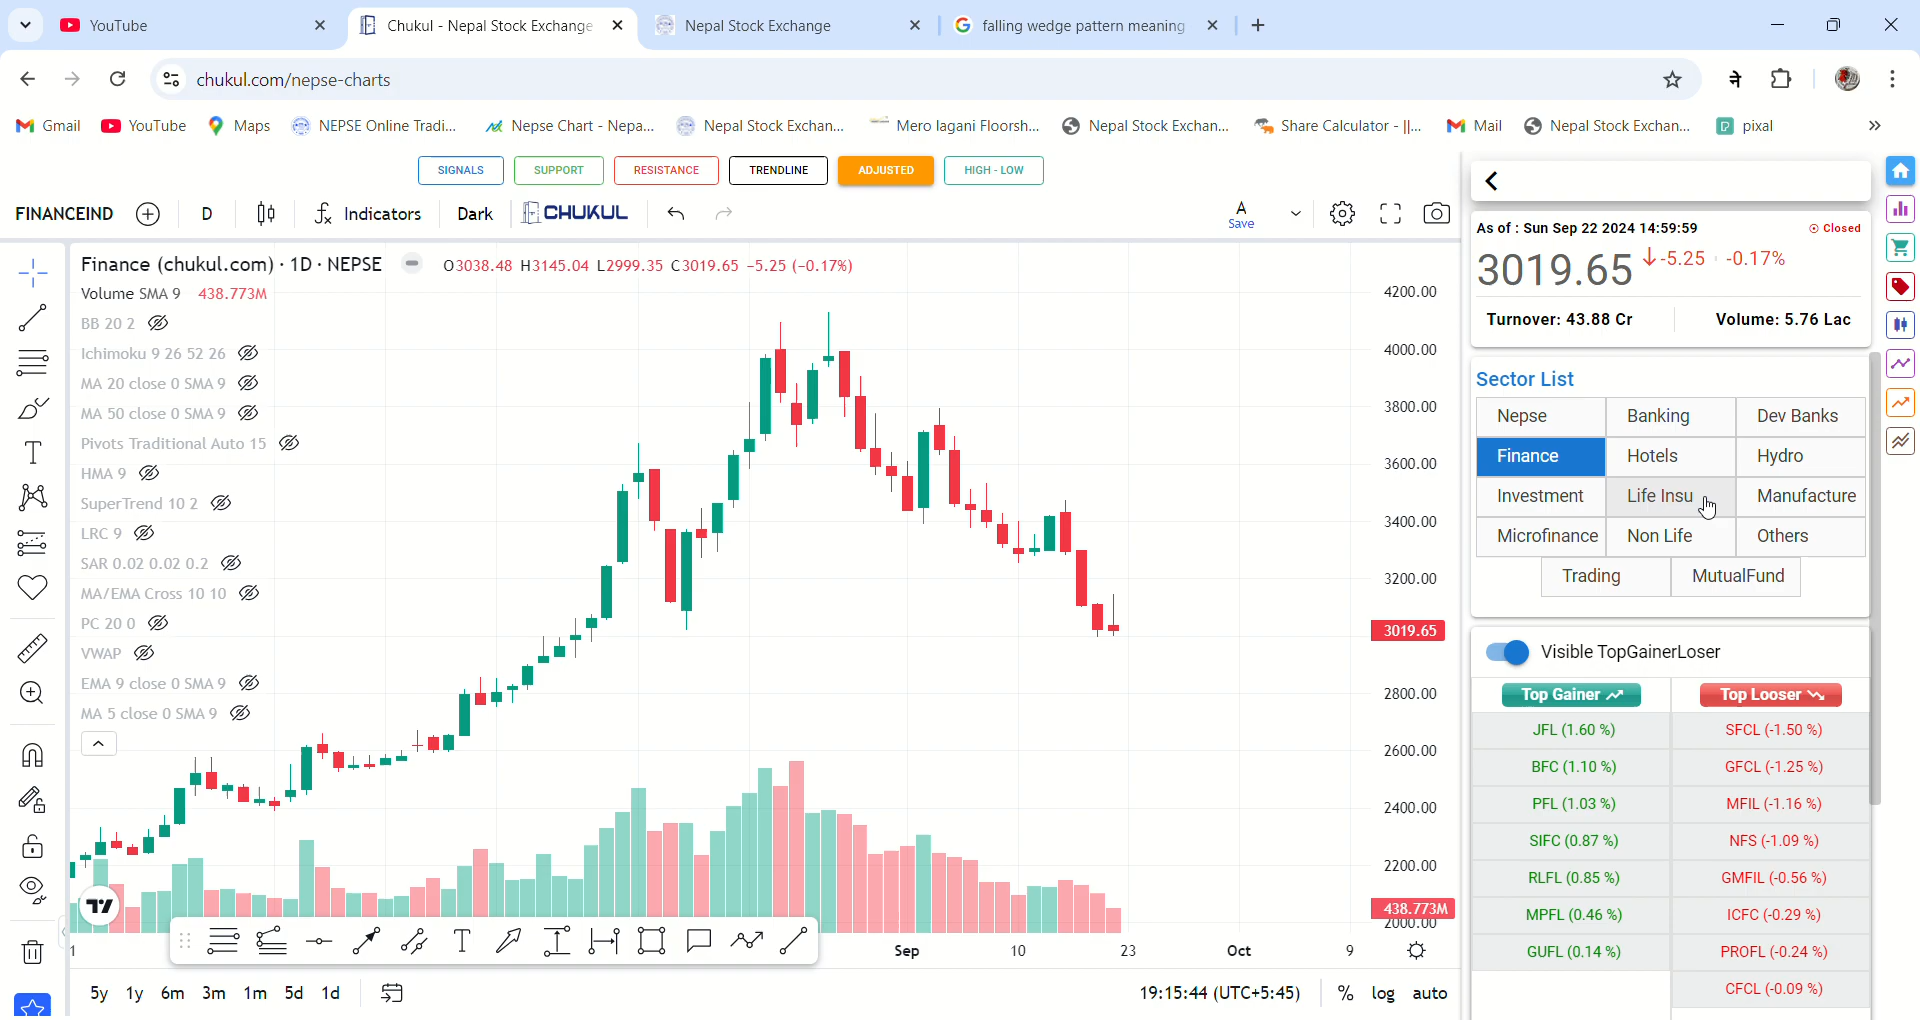 YouTube
Chukul - Nepal Stock Exchange
Nepal Stock Exchange
falling wedge pattern meaning
chukul.com/nepse-charts
ने
Gmail YouTube Maps NEPSE Online Tradi... Nepse Chart - Nepa... Nepal Stock Exchan... Mero lagani Floorsh... Nepal Stock Exchan... Share Calculator - ||... Mail Nepal Stock Exchan... pixal
SIGNALS SUPPORT RESISTANCE TRENDLINE ADJUSTED HIGH - LOW
FINANCEIND D Indicators Dark CHUKUL A
Save
Finance (chukul.com) · 1D · NEPSE O3038.48 H3145.04 L2999.35 C3019.65 -5.25 (-0.17%)
Volume SMA 9 438.773M
BB 20 2
Ichimoku 9 26 52 26
MA 20 close 0 SMA 9
MA 50 close 0 SMA 9
Pivots Traditional Auto 15
HMA 9
SuperTrend 10 2
LRC 9
SAR 0.02 0.02 0.2
MA/EMA Cross 10 10
PC 20 0
VWAP
EMA 9 close 0 SMA 9
MA 5 close 0 SMA 9
4200.00
4000.00
3800.00
3600.00
3400.00
3200.00
3019.65
2800.00
2600.00
2400.00
2200.00
438.773M
2000.00
1 Sep 10 23 Oct 9
5y 1y 6m 3m 1m 5d 1d
19:15:44 (UTC+5:45) % log auto
As of : Sun Sep 22 2024 14:59:59 Closed
3019.65 -5.25 -0.17%
Turnover: 43.88 Cr Volume: 5.76 Lac
Sector List
Nepse Banking Dev Banks
Finance Hotels Hydro
Investment Life Insu Manufacture
Microfinance Non Life Others
Trading MutualFund
Visible TopGainerLoser
Top Gainer Top Looser
JFL (1.60 %) SFCL (-1.50 %)
BFC (1.10 %) GFCL (-1.25 %)
PFL (1.03 %) MFIL (-1.16 %)
SIFC (0.87 %) NFS (-1.09 %)
RLFL (0.85 %) GMFIL (-0.56 %)
MPFL (0.46 %) ICFC (-0.29 %)
GUFL (0.14 %) PROFL (-0.24 %)
CFCL (-0.09 %)